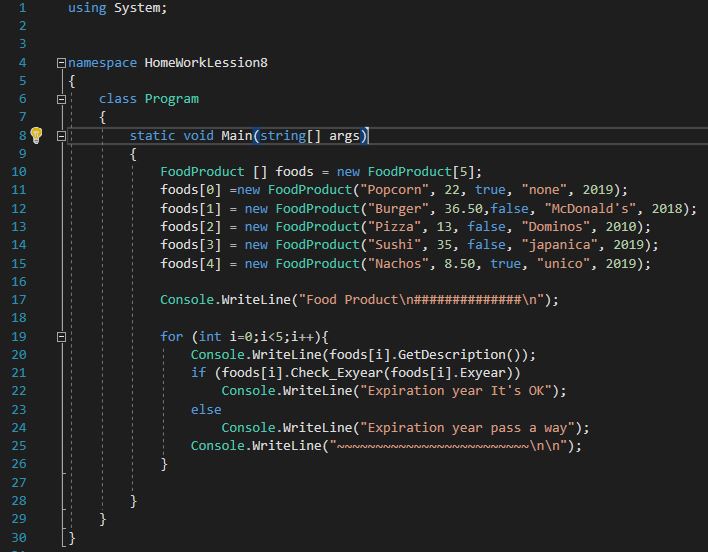 1 using System;
2
3
4 namespace HomeWorkLession8
5 {
6 class Program
7 {
8 static void Main(string[] args)
9 {
10 FoodProduct [] foods = new FoodProduct[5];
11 foods[0] =new FoodProduct("Popcorn", 22, true, "none", 2019);
12 foods[1] = new FoodProduct("Burger", 36.50,false, "McDonald's", 2018);
13 foods[2] = new FoodProduct("Pizza", 13, false, "Dominos", 2010);
14 foods[3] = new FoodProduct("Sushi", 35, false, "japanica", 2019);
15 foods[4] = new FoodProduct("Nachos", 8.50, true, "unico", 2019);
16
17 Console.WriteLine("Food Product\n##############\n");
18
19 for (int i=0;i<5;i++){
20 Console.WriteLine(foods[i].GetDescription());
21 if (foods[i].Check_Exyear(foods[i].Exyear))
22 Console.WriteLine("Expiration year It's OK");
23 else
24 Console.WriteLine("Expiration year pass a way");
25 Console.WriteLine("~~~~~~~~~~~~~~~~~~~~~~~~~\n\n");
26 }
27
28 }
29 }
30 }
31